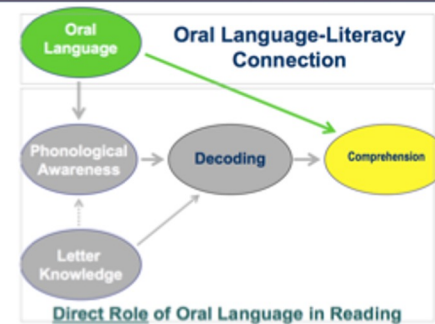 Oral
Language
Oral Language-Literacy
Connection
Phonological
Awareness
Decoding
Comprehension
Letter
Knowledge
Direct Role of Oral Language in Reading